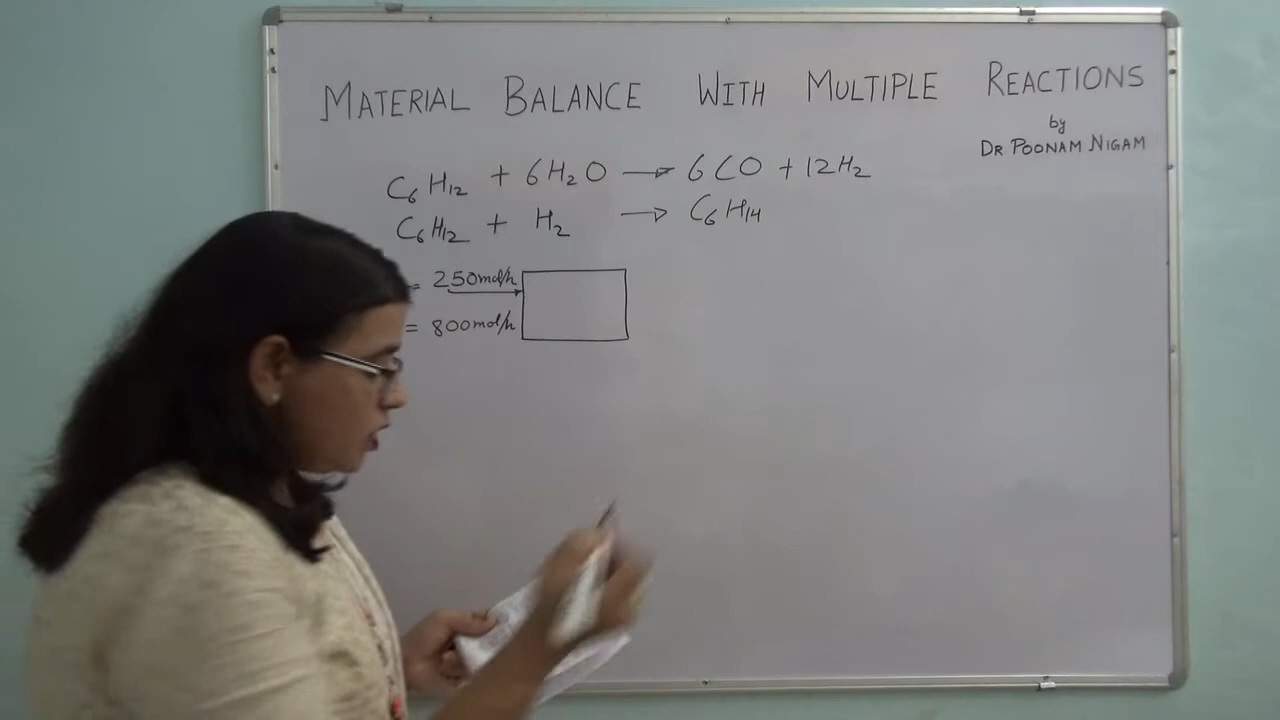 MATERIAL BALANCE WITH MULTIPLE REACTIONS
by
DR POONAM NIGAM
C₆H₁₂ + 6H₂O → 6CO + 12H₂
C₆H₁₂ + H₂ → C₆H₁₄
= 250mol/h
= 800mol/h